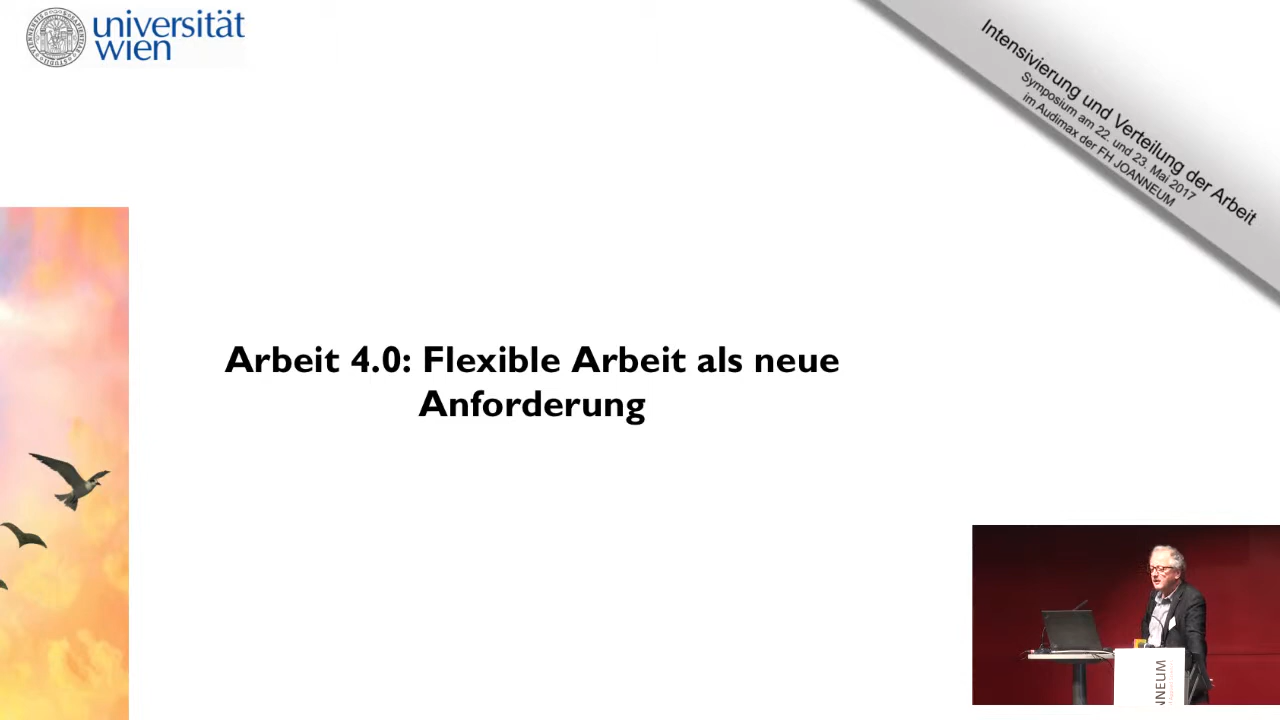 universität
wien
Intensivierung und Verteilung der Arbeit
Symposium am 22. und 23. Mai 2017
im Audimax der FH JOANNEUM
Arbeit 4.0: Flexible Arbeit als neue
Anforderung
NNEUM